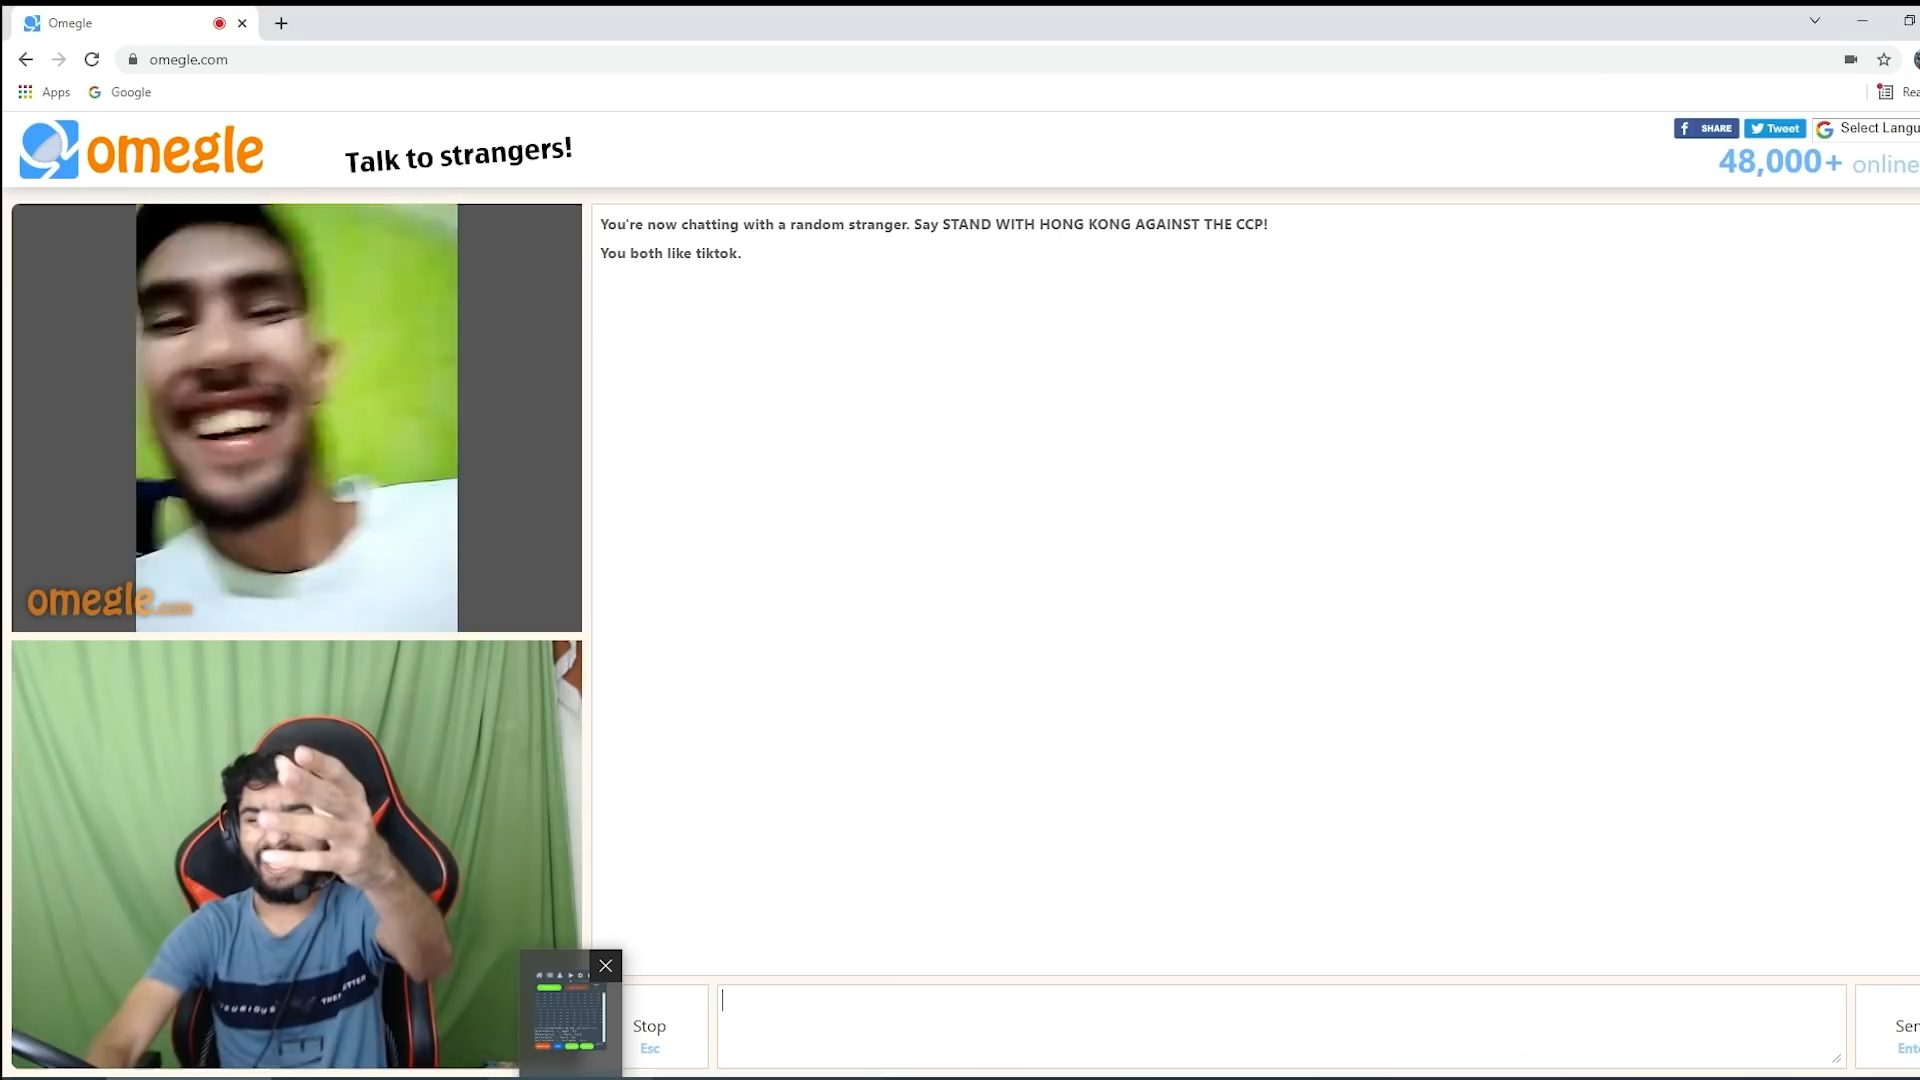 Omegle
omegle.com
Apps
Google
omegle
Talk to strangers!
SHARE
Tweet
Select Langu
48,000+ online
You're now chatting with a random stranger. Say STAND WITH HONG KONG AGAINST THE CCP!
You both like tiktok.
omegle.com
Stop
Esc